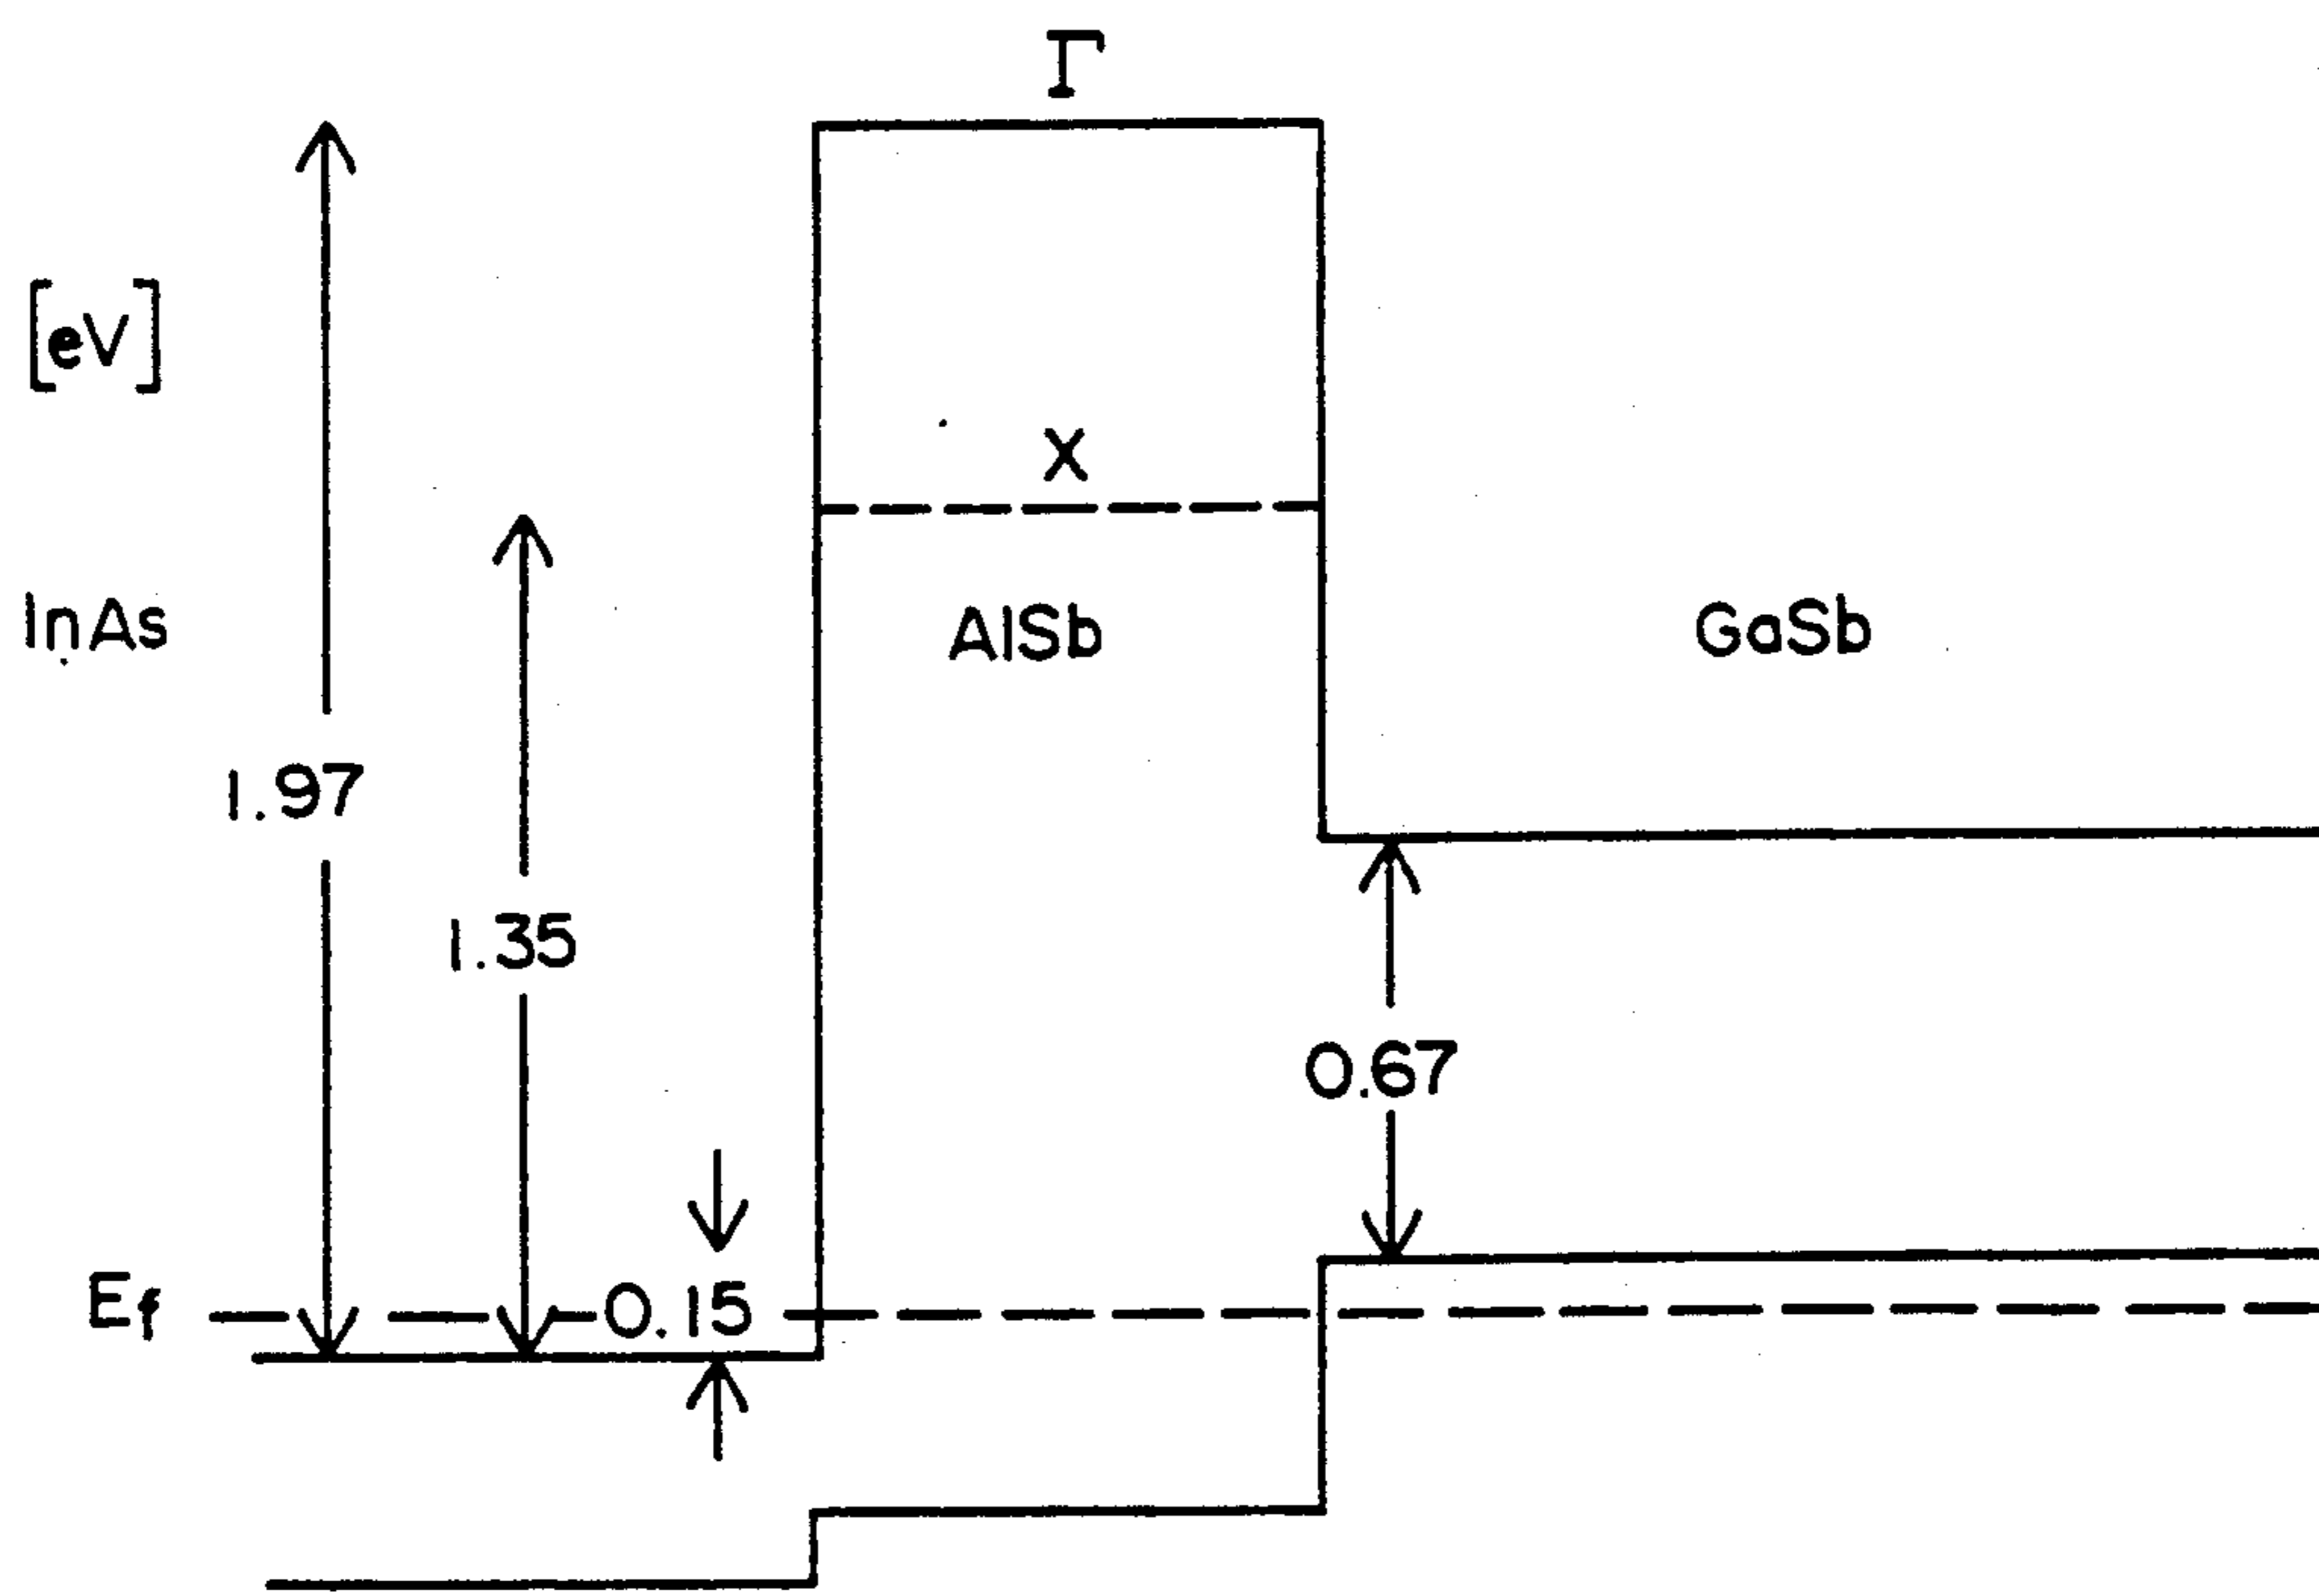 Γ
[eV]
X
InAs
AlSb
GaSb
1.97
1.35
0.67
Ef
0.15